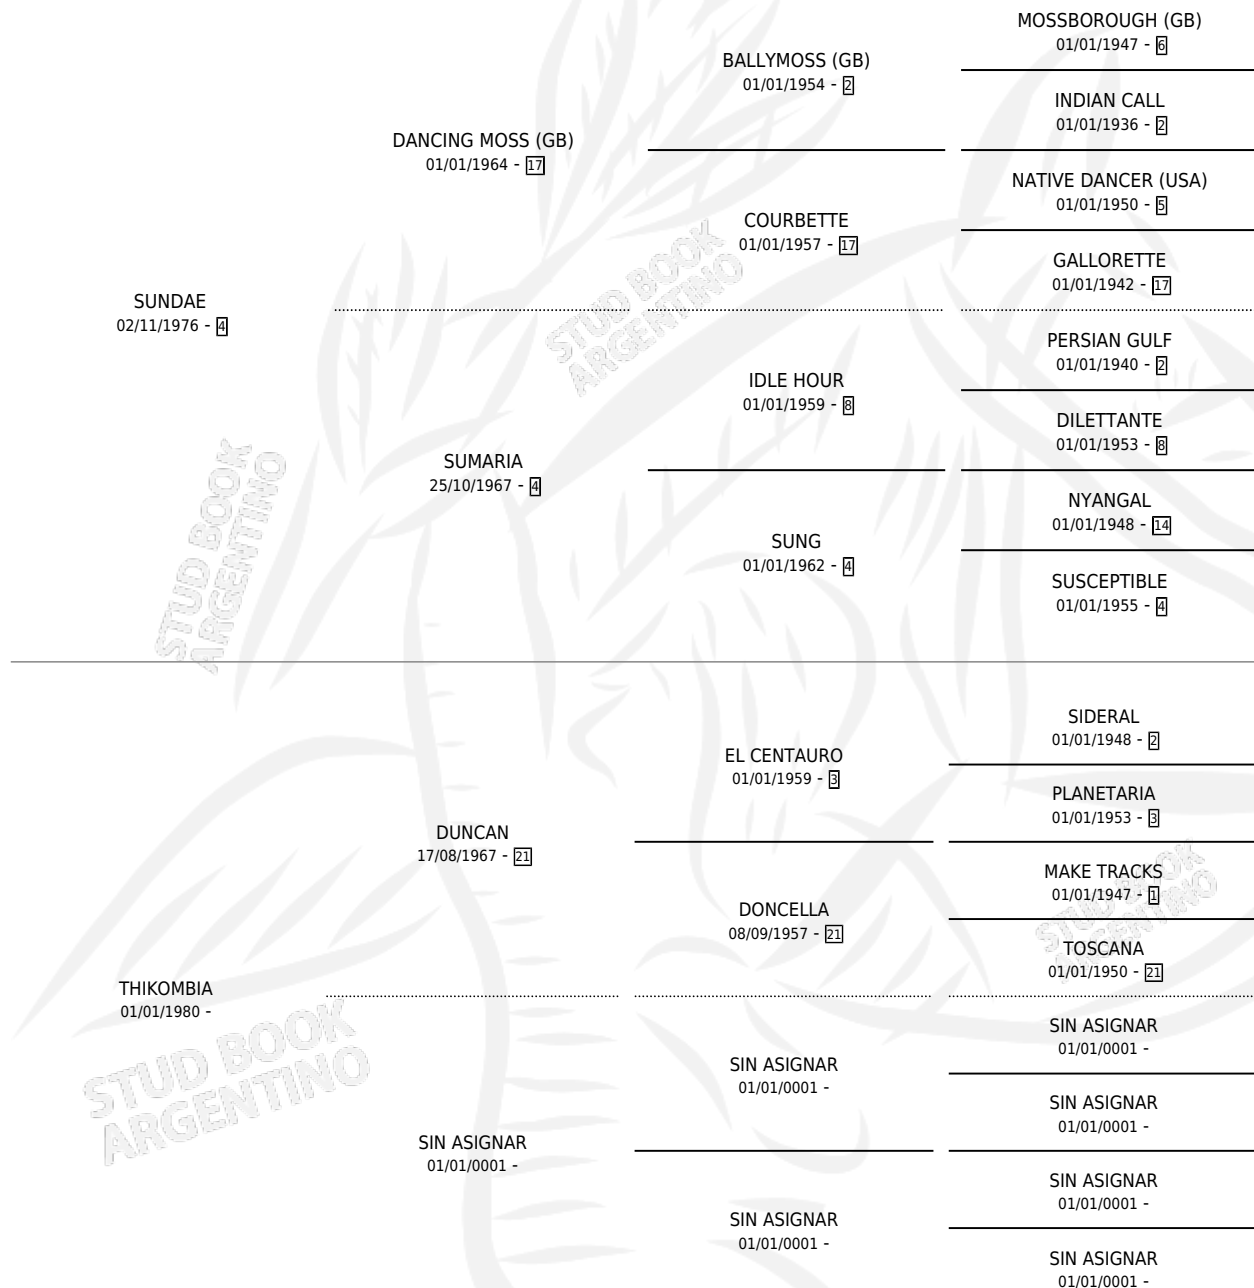 MOSSBOROUGH (GB)
01/01/1947 - 6
BALLYMOSS (GB)
01/01/1954 - 2
INDIAN CALL
01/01/1936 - 2
DANCING MOSS (GB)
01/01/1964 - 17
NATIVE DANCER (USA)
01/01/1950 - 5
COURBETTE
01/01/1957 - 17
GALLORETTE
01/01/1942 - 17
SUNDAE
02/11/1976 - 4
PERSIAN GULF
01/01/1940 - 2
IDLE HOUR
01/01/1959 - 8
DILETTANTE
01/01/1953 - 8
SUMARIA
25/10/1967 - 4
NYANGAL
01/01/1948 - 14
SUNG
01/01/1962 - 4
SUSCEPTIBLE
01/01/1955 - 4
SIDERAL
01/01/1948 - 2
EL CENTAURO
01/01/1959 - 3
PLANETARIA
01/01/1953 - 3
DUNCAN
17/08/1967 - 21
MAKE TRACKS
01/01/1947 - 1
DONCELLA
08/09/1957 - 21
TOSCANA
01/01/1950 - 21
THIKOMBIA
01/01/1980 -
SIN ASIGNAR
01/01/0001 -
SIN ASIGNAR
01/01/0001 -
SIN ASIGNAR
01/01/0001 -
SIN ASIGNAR
01/01/0001 -
SIN ASIGNAR
01/01/0001 -
SIN ASIGNAR
01/01/0001 -
SIN ASIGNAR
01/01/0001 -
STUD BOOK
ARGENTINO
STUD BOOK
ARGENTINO
STUD BOOK
ARGENTINO
STUD BOOK
ARGENTINO